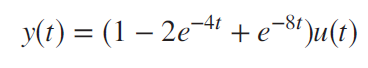 y(t) = (1 − 2e⁻⁴ᵗ + e⁻⁸ᵗ)u(t)